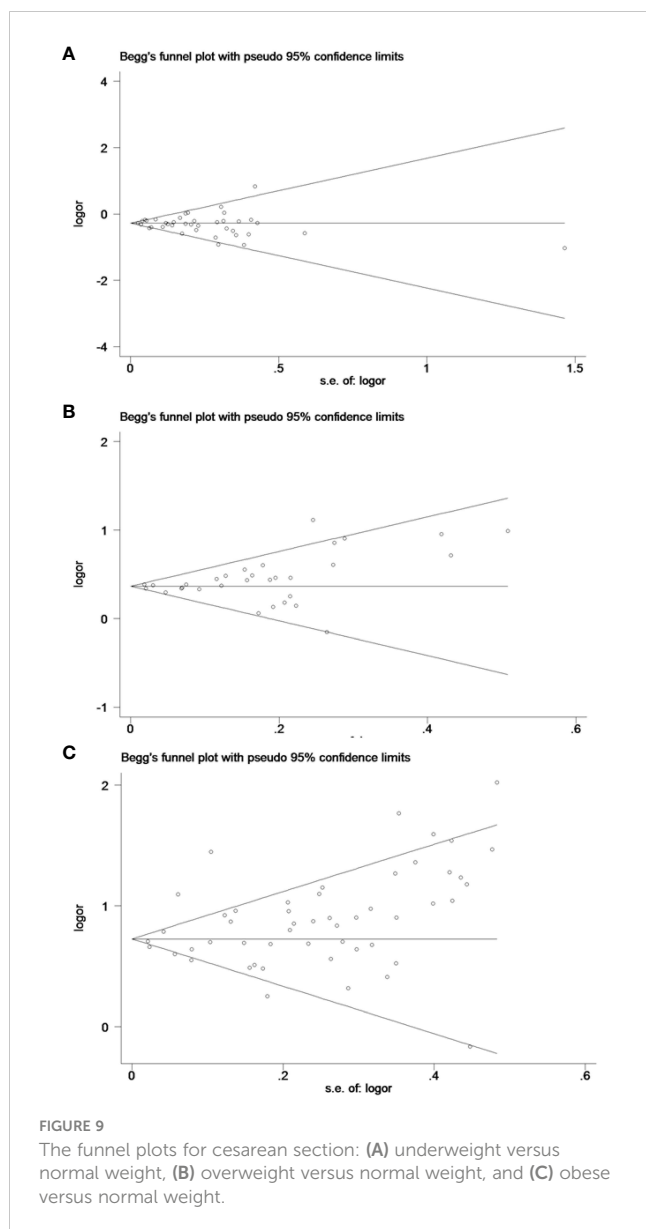 A
Begg's funnel plot with pseudo 95% confidence limits
4
2
0
-2
-4
logor
0
.5
1
1.5
s.e. of: logor
B
Begg's funnel plot with pseudo 95% confidence limits
2
1
0
-1
logor
0
.2
.4
.6
C
Begg's funnel plot with pseudo 95% confidence limits
2
1
0
logor
0
.2
.4
.6
s.e. of: logor
FIGURE 9
The funnel plots for cesarean section: (A) underweight versus
normal weight, (B) overweight versus normal weight, and (C) obese
versus normal weight.